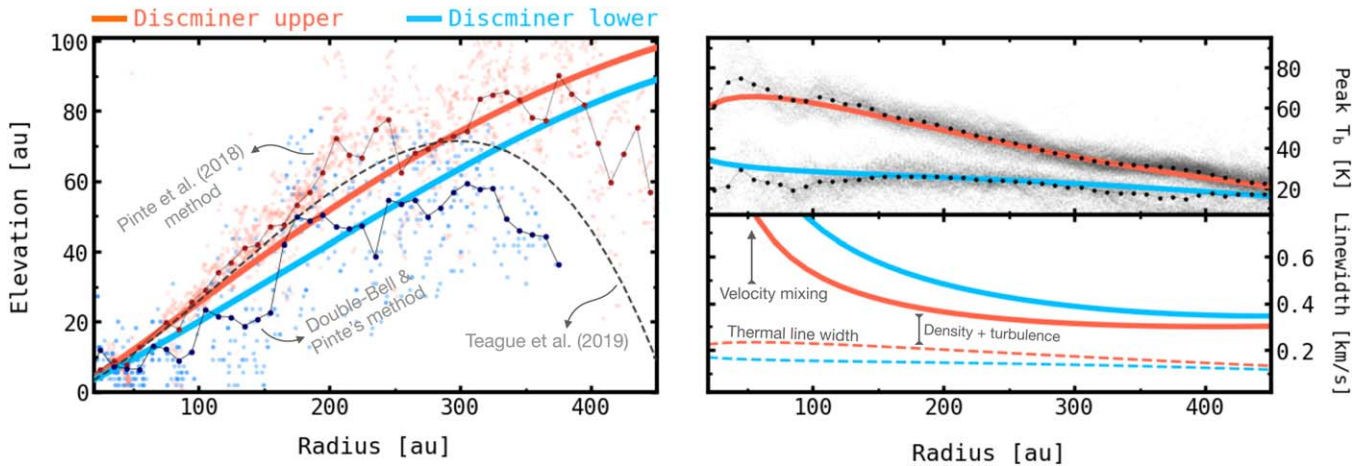 Discminer upper
Discminer lower
100
80
60
40
20
0
Elevation [au]
Pinte et al. (2018)
method
Double-Bell &
Pinte's method
Teague et al. (2019)
100
200
300
400
Radius [au]
80
60
40
20
Peak Tb [K]
Velocity mixing
Thermal line width
Density + turbulence
0.6
0.4
0.2
Linewidth [km/s]
100
200
300
400
Radius [au]